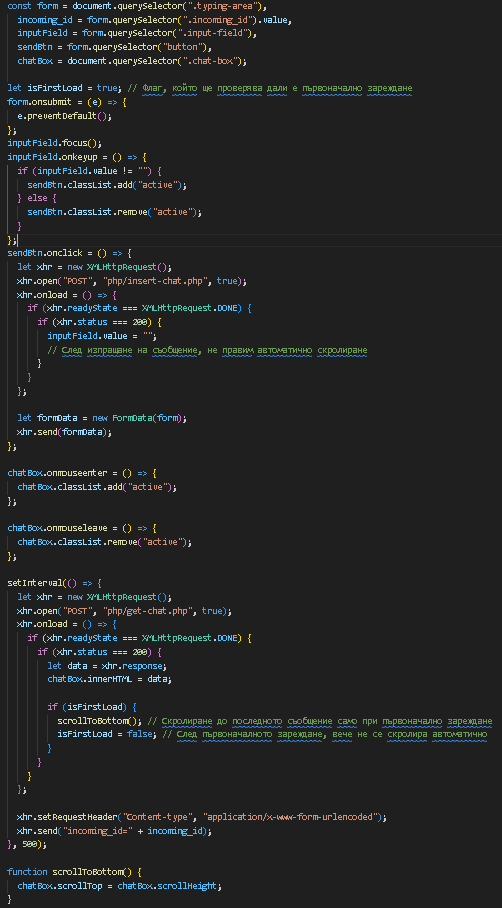 const form = document.querySelector(".typing-area"),
  incoming_id = form.querySelector(".incoming_id").value,
  inputField = form.querySelector(".input-field"),
  sendBtn = form.querySelector("button"),
  chatBox = document.querySelector(".chat-box");

let isFirstLoad = true; // Флаг, който ще проверява дали е първоначално зареждане
form.onsubmit = (e) => {
  e.preventDefault();
};
inputField.focus();
inputField.onkeyup = () => {
  if (inputField.value != "") {
    sendBtn.classList.add("active");
  } else {
    sendBtn.classList.remove("active");
  }
};
sendBtn.onclick = () => {
  let xhr = new XMLHttpRequest();
  xhr.open("POST", "php/insert-chat.php", true);
  xhr.onload = () => {
    if (xhr.readyState === XMLHttpRequest.DONE) {
      if (xhr.status === 200) {
        inputField.value = "";
        // След изпращане на съобщение, не правим автоматично скролиране
      }
    }
  };

  let formData = new FormData(form);
  xhr.send(formData);
};

chatBox.onmouseenter = () => {
  chatBox.classList.add("active");
};

chatBox.onmouseleave = () => {
  chatBox.classList.remove("active");
};

setInterval(() => {
  let xhr = new XMLHttpRequest();
  xhr.open("POST", "php/get-chat.php", true);
  xhr.onload = () => {
    if (xhr.readyState === XMLHttpRequest.DONE) {
      if (xhr.status === 200) {
        let data = xhr.response;
        chatBox.innerHTML = data;

        if (isFirstLoad) {
          scrollToBottom(); // Скролиране до последното съобщение само при първоначално зареждане
          isFirstLoad = false; // След първоначалното зареждане, вече не се скролира автоматично
        }
      }
    }
  };

  xhr.setRequestHeader("Content-type", "application/x-www-form-urlencoded");
  xhr.send("incoming_id=" + incoming_id);
}, 500);

function scrollToBottom() {
  chatBox.scrollTop = chatBox.scrollHeight;
}